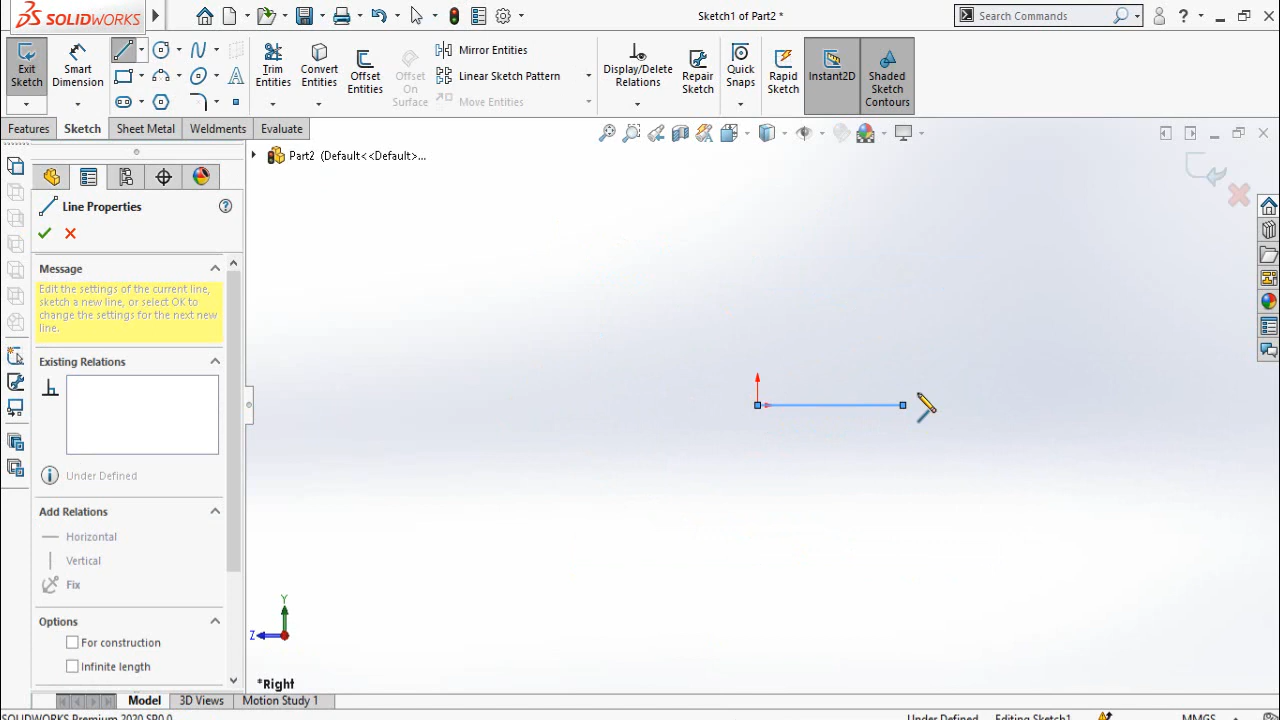 SOLIDWORKS
Sketch1 of Part2 *
Search Commands
Exit Sketch
Smart Dimension
Trim Entities
Convert Entities
Offset Entities
Offset On Surface
Mirror Entities
Linear Sketch Pattern
Move Entities
Display/Delete Relations
Repair Sketch
Quick Snaps
Rapid Sketch
Instant2D
Shaded Sketch Contours
Features
Sketch
Sheet Metal
Weldments
Evaluate
Part2 (Default<<Default>...
Line Properties
Message
Edit the settings of the current line,
sketch a new line, or select OK to
change the settings for the next new
line.
Existing Relations
Under Defined
Add Relations
Horizontal
Vertical
Fix
Options
For construction
Infinite length
Y
Z
*Right
Model
3D Views
Motion Study 1
SOLIDWORKS Premium 2020 SP0.0
Under Defined
Editing Sketch1
MMGS